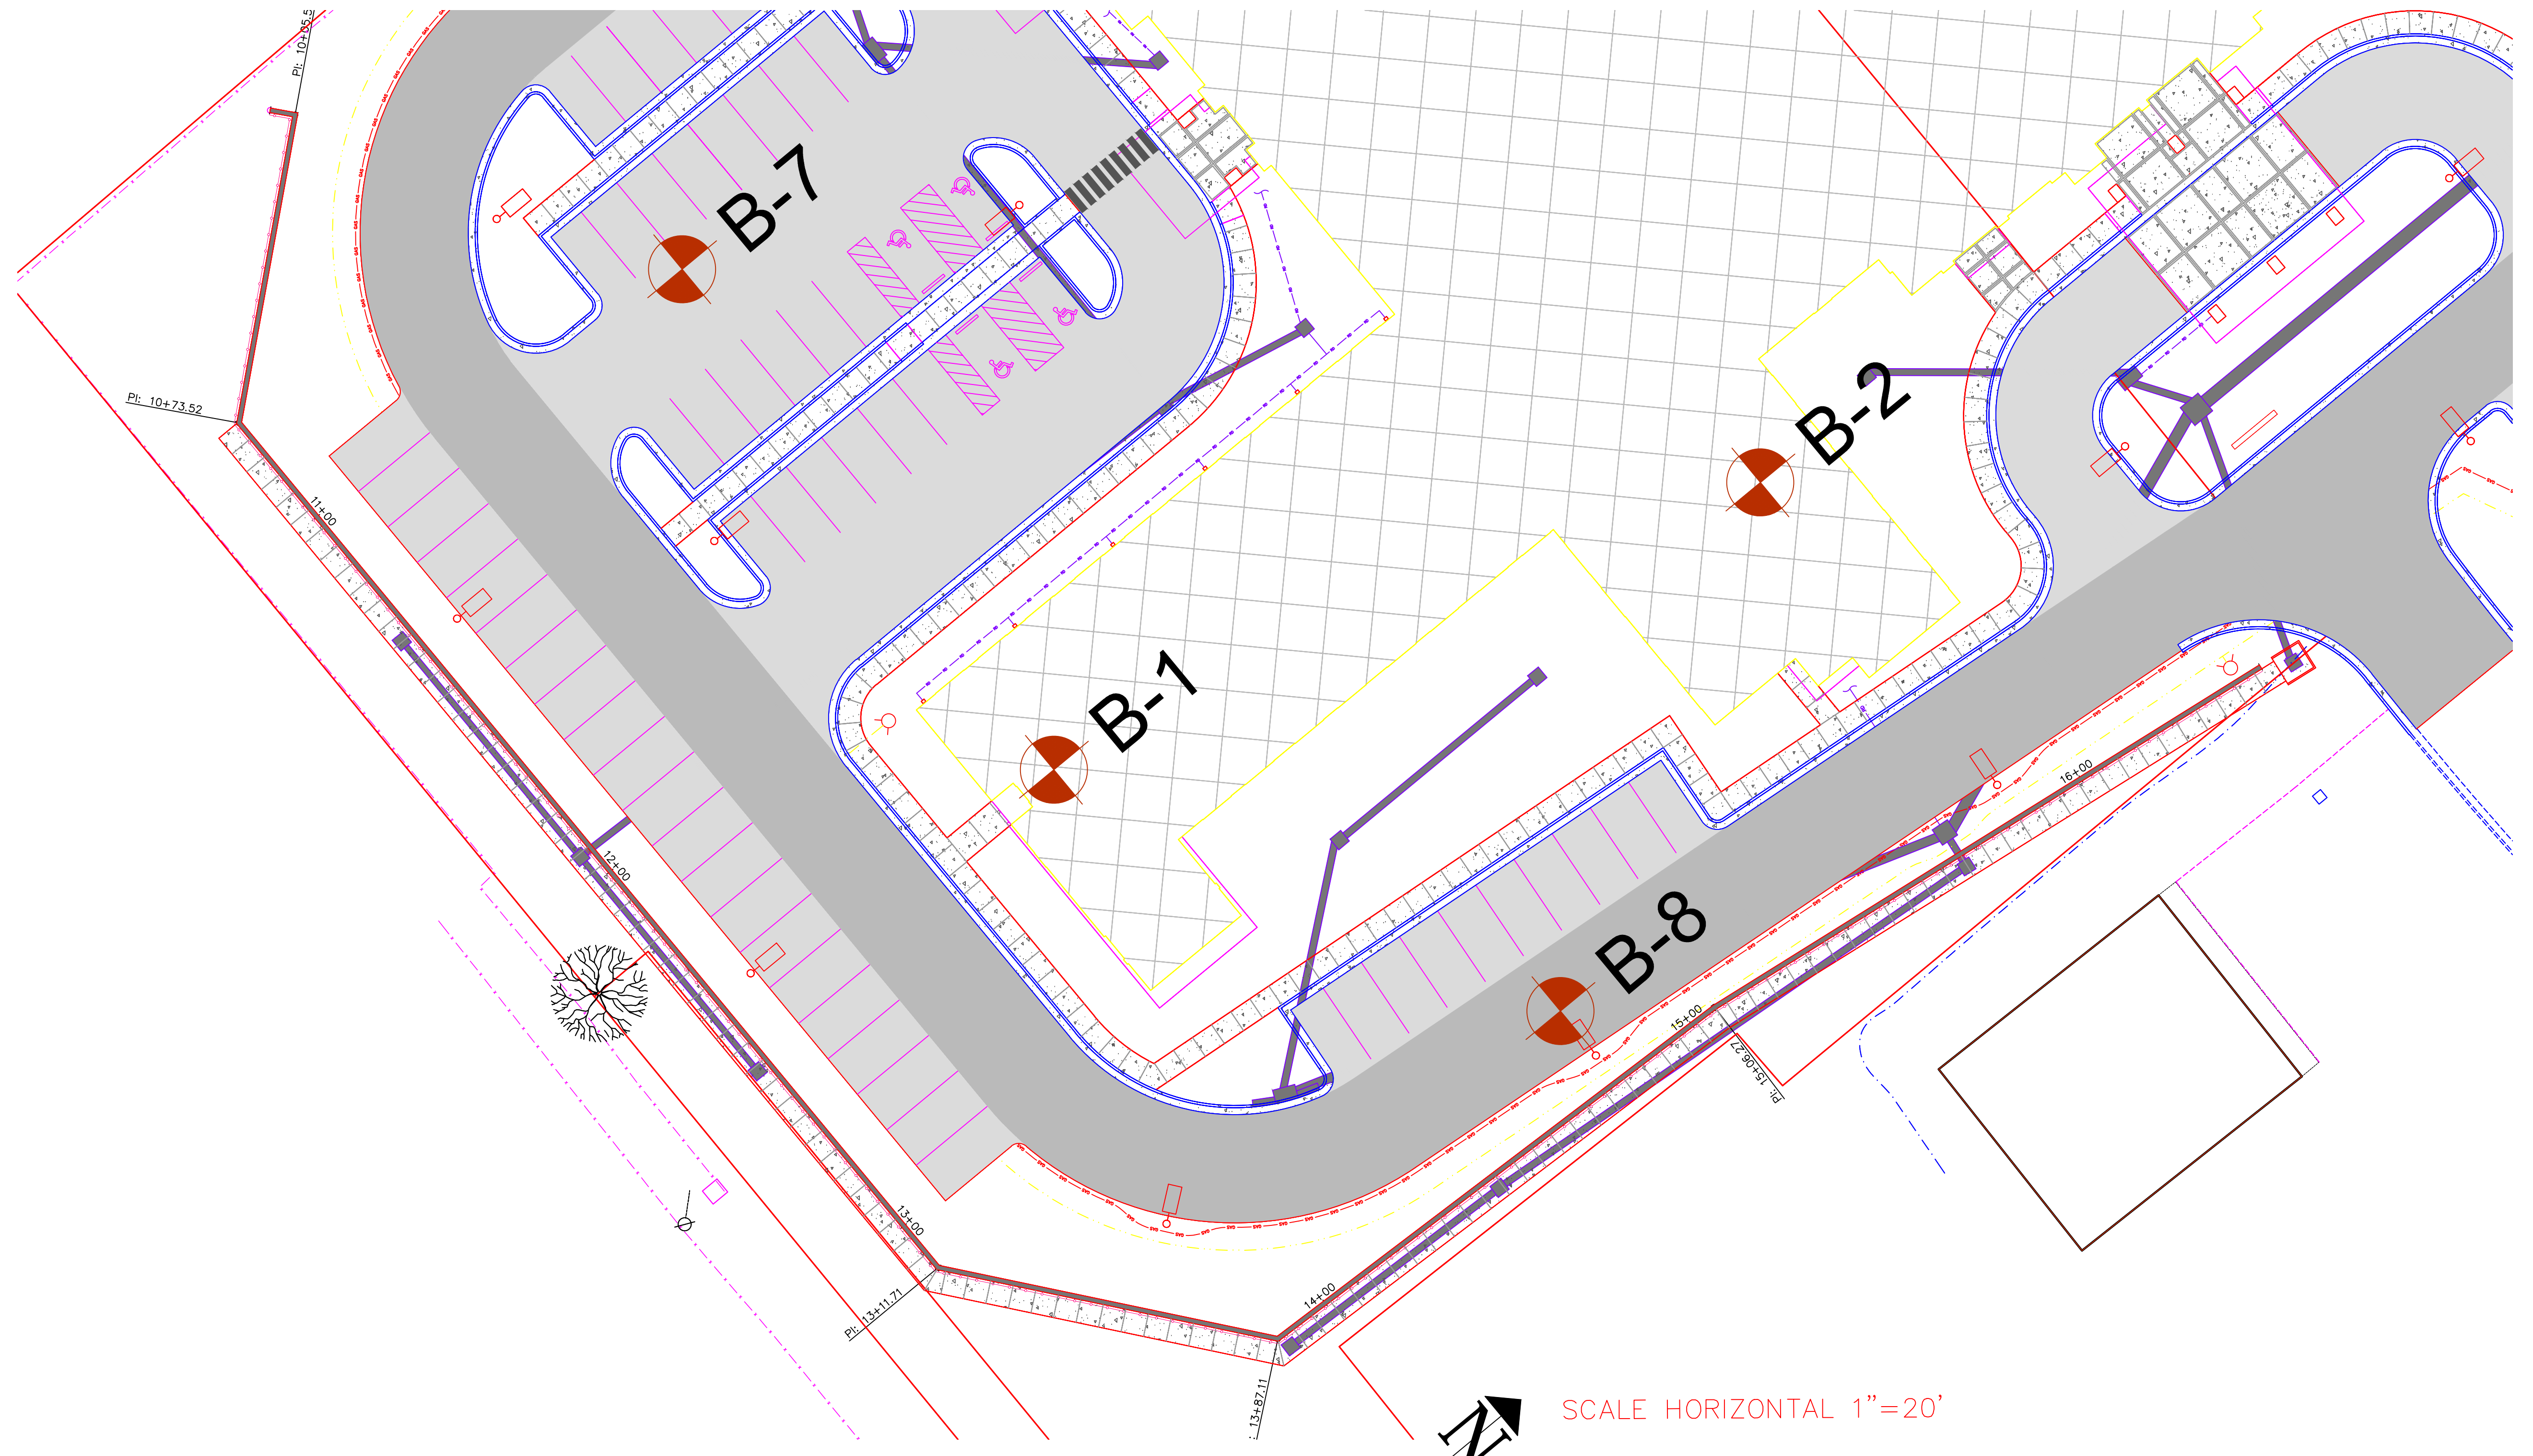 PI: 10+05.5
B-7
PI: 10+73.52
B-2
11+00
B-1
16+00
12+00
B-8
15+00
PI: 15+06.27
13+00
PI: 13+11.71
14+00
: 13+87.11
N
SCALE HORIZONTAL 1"=20'